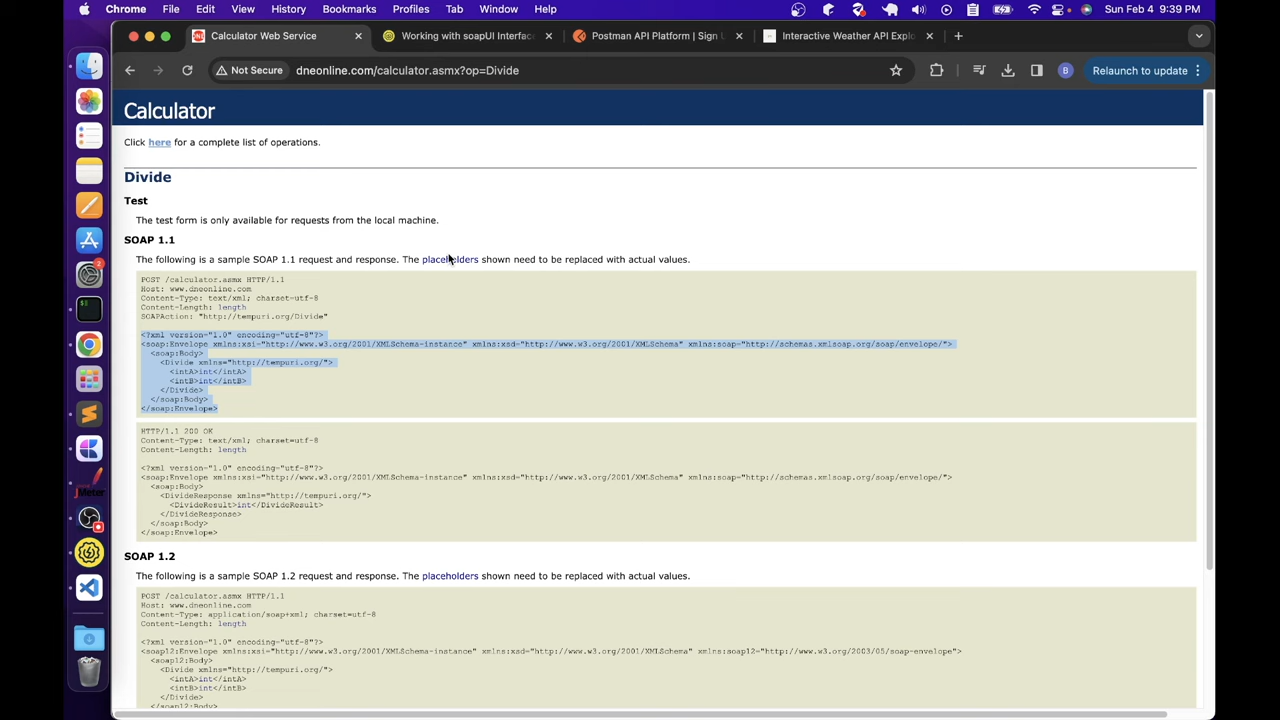 Chrome File Edit View History Bookmarks Profiles Tab Window Help Sun Feb 4 9:39 PM
Calculator Web Service Working with soapUI Interfac Postman API Platform | Sign Interactive Weather API Explo
Not Secure dneonline.com/calculator.asmx?op=Divide B Relaunch to update
Calculator
Click here for a complete list of operations.
Divide
Test
The test form is only available for requests from the local machine.
SOAP 1.1
The following is a sample SOAP 1.1 request and response. The placeholders shown need to be replaced with actual values.
POST /calculator.asmx HTTP/1.1
Host: www.dneonline.com
Content-Type: text/xml; charset=utf-8
Content-Length: length
SOAPAction: "http://tempuri.org/Divide"
<?xml version="1.0" encoding="utf-8"?>
<soap:Envelope xmlns:xsi="http://www.w3.org/2001/XMLSchema-instance" xmlns:xsd="http://www.w3.org/2001/XMLSchema" xmlns:soap="http://schemas.xmlsoap.org/soap/envelope/">
<soap:Body>
<Divide xmlns="http://tempuri.org/">
<intA>int</intA>
<intB>int</intB>
</Divide>
</soap:Body>
</soap:Envelope>
HTTP/1.1 200 OK
Content-Type: text/xml; charset=utf-8
Content-Length: length
<?xml version="1.0" encoding="utf-8"?>
<soap:Envelope xmlns:xsi="http://www.w3.org/2001/XMLSchema-instance" xmlns:xsd="http://www.w3.org/2001/XMLSchema" xmlns:soap="http://schemas.xmlsoap.org/soap/envelope/">
<soap:Body>
<DivideResponse xmlns="http://tempuri.org/">
<DivideResult>int</DivideResult>
</DivideResponse>
</soap:Body>
</soap:Envelope>
SOAP 1.2
The following is a sample SOAP 1.2 request and response. The placeholders shown need to be replaced with actual values.
POST /calculator.asmx HTTP/1.1
Host: www.dneonline.com
Content-Type: application/soap+xml; charset=utf-8
Content-Length: length
<?xml version="1.0" encoding="utf-8"?>
<soap12:Envelope xmlns:xsi="http://www.w3.org/2001/XMLSchema-instance" xmlns:xsd="http://www.w3.org/2001/XMLSchema" xmlns:soap12="http://www.w3.org/2003/05/soap-envelope">
<soap12:Body>
<Divide xmlns="http://tempuri.org/">
<intA>int</intA>
<intB>int</intB>
</Divide>
</soap12:Body>
2
JMeter